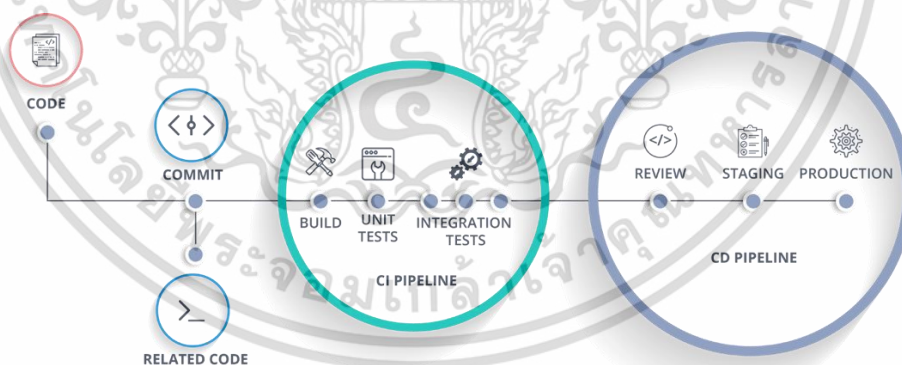 CODE
COMMIT
RELATED CODE
BUILD
UNIT
TESTS
INTEGRATION
TESTS
CI PIPELINE
REVIEW
STAGING
PRODUCTION
CD PIPELINE